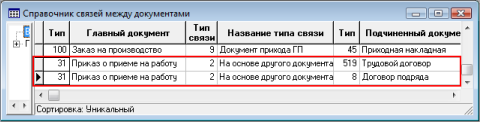 Справочник связей между документами
Тип Главный документ Тип связи Название типа связи Тип Подчиненный докуме
100 Заказ на производство 9 Документ прихода ГП 45 Приходная накладная
31 Приказ о приеме на работу 2 На основе другого документа 519 Трудовой договор
31 Приказ о приеме на работу 2 На основе другого документа 8 Договор подряда
Сортировка: Уникальный